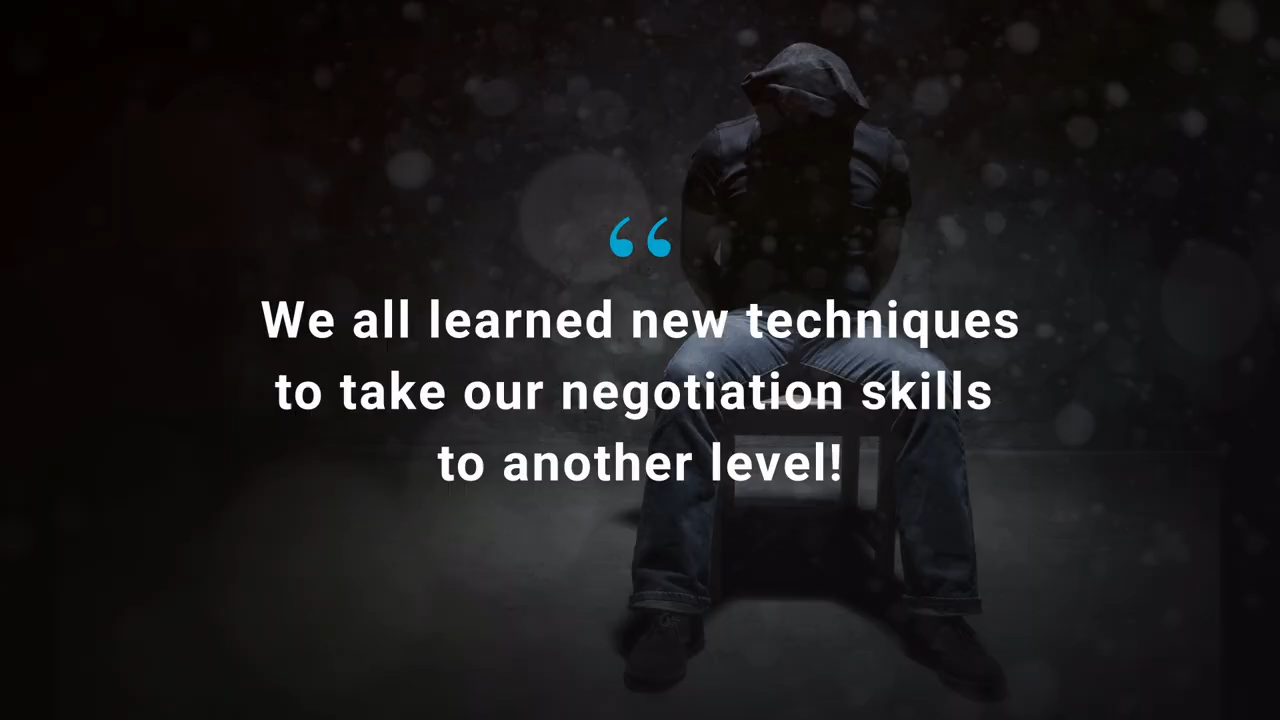 “
We all learned new techniques
to take our negotiation skills
to another level!